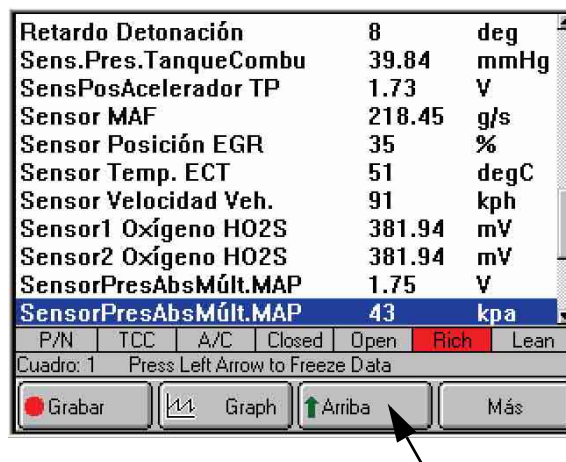 Retardo Detonación 8 deg
Sens.Pres.TanqueCombu 39.84 mmHg
SensPosAcelerador TP 1.73 V
Sensor MAF 218.45 g/s
Sensor Posición EGR 35 %
Sensor Temp. ECT 51 degC
Sensor Velocidad Veh. 91 kph
Sensor1 Oxígeno HO2S 381.94 mV
Sensor2 Oxígeno HO2S 381.94 mV
SensorPresAbsMúlt.MAP 1.75 V
SensorPresAbsMúlt.MAP 43 kpa
P/N TCC A/C Closed Open Rich Lean
Cuadro: 1 Press Left Arrow to Freeze Data
Grabar Graph Arriba Más